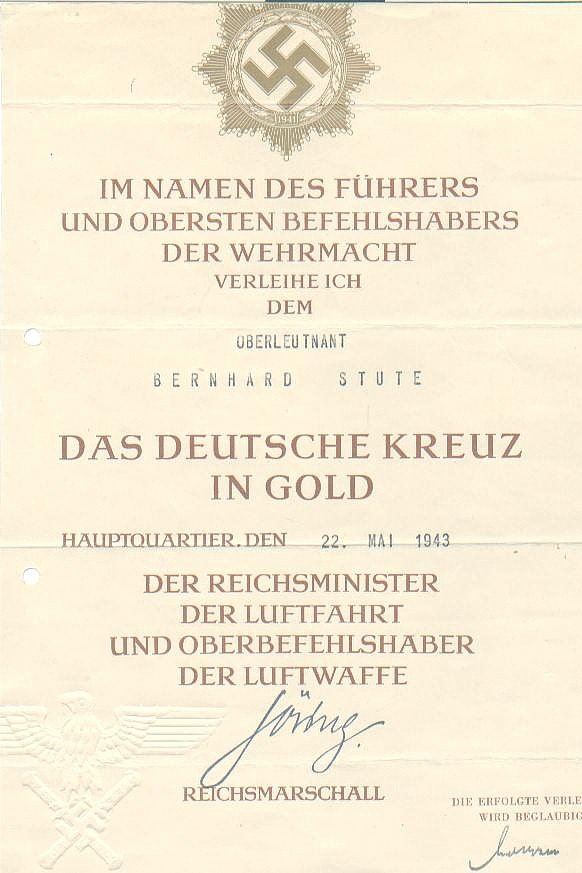 1941
IM NAMEN DES FÜHRERS
UND OBERSTEN BEFEHLSHABERS
DER WEHRMACHT
VERLEIHE ICH
DEM
OBERLEUTNANT
BERNHARD STUTE
DAS DEUTSCHE KREUZ
IN GOLD
HAUPTQUARTIER. DEN 22. MAI 1943
DER REICHSMINISTER
DER LUFTFAHRT
UND OBERBEFEHLSHABER
DER LUFTWAFFE
Göring.
REICHSMARSCHALL
DIE ERFOLGTE VERLE
WIRD BEGLAUBIG